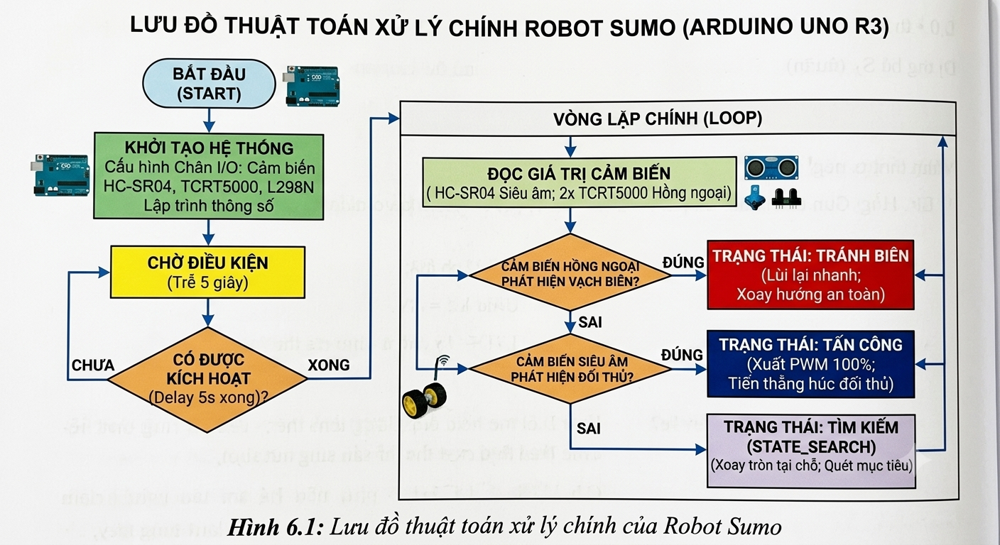 LƯU ĐỒ THUẬT TOÁN XỬ LÝ CHÍNH ROBOT SUMO (ARDUINO UNO R3)
BẮT ĐẦU
(START)
KHỞI TẠO HỆ THỐNG
Cấu hình Chân I/O: Cảm biến
HC-SR04, TCRT5000, L298N
Lập trình thông số
CHỜ ĐIỀU KIỆN
(Trễ 5 giây)
CÓ ĐƯỢC
KÍCH HOẠT
(Delay 5s xong)?
CHƯA
XONG
VÒNG LẶP CHÍNH (LOOP)
ĐỌC GIÁ TRỊ CẢM BIẾN
( HC-SR04 Siêu âm; 2x TCRT5000 Hồng ngoại)
CẢM BIẾN HỒNG NGOẠI
PHÁT HIỆN VẠCH BIÊN?
ĐÚNG
TRẠNG THÁI: TRÁNH BIÊN
(Lùi lại nhanh;
Xoay hướng an toàn)
SAI
CẢM BIẾN SIÊU ÂM
PHÁT HIỆN ĐỐI THỦ?
ĐÚNG
TRẠNG THÁI: TẤN CÔNG
(Xuất PWM 100%;
Tiến thẳng húc đối thủ)
SAI
TRẠNG THÁI: TÌM KIẾM
(STATE_SEARCH)
(Xoay tròn tại chỗ; Quét mục tiêu)
Hình 6.1: Lưu đồ thuật toán xử lý chính của Robot Sumo